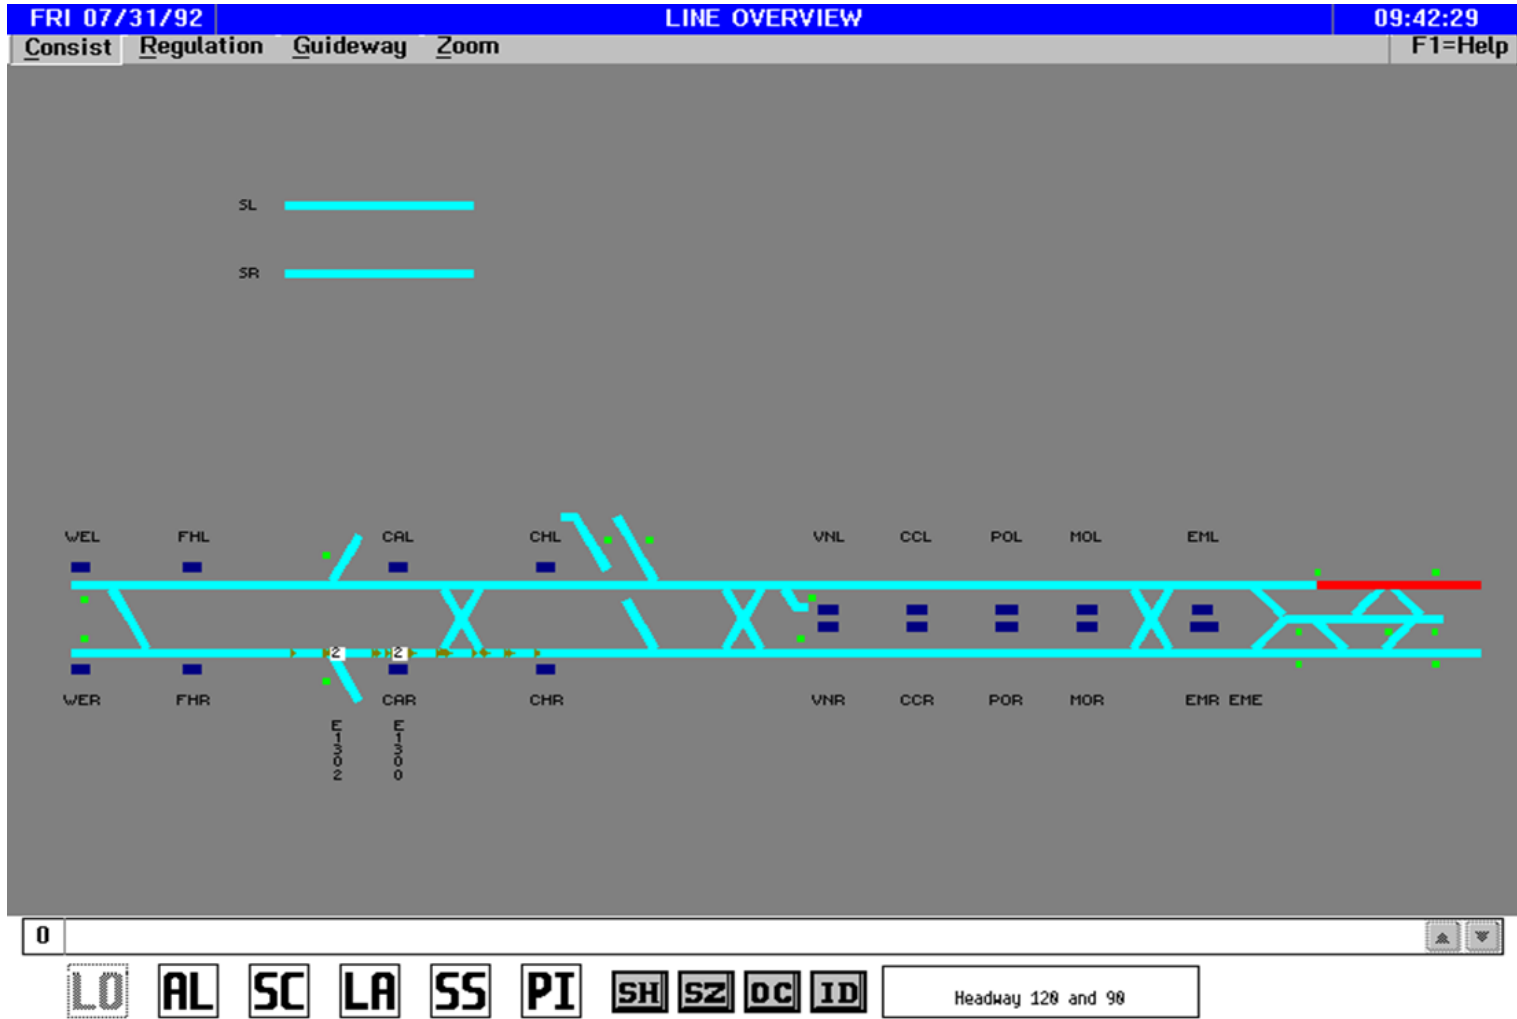 FRI 07/31/92 LINE OVERVIEW 09:42:29
Consist Regulation Guideway Zoom F1=Help
SL
SR
WEL FHL CAL CHL VNL CCL POL MOL EML
2 2
WER FHR CAR CHR VNR CCR POR MOR EMR EME
E1302 E1300
0
LO AL SC LA SS PI SH SZ OC ID Headway 120 and 90